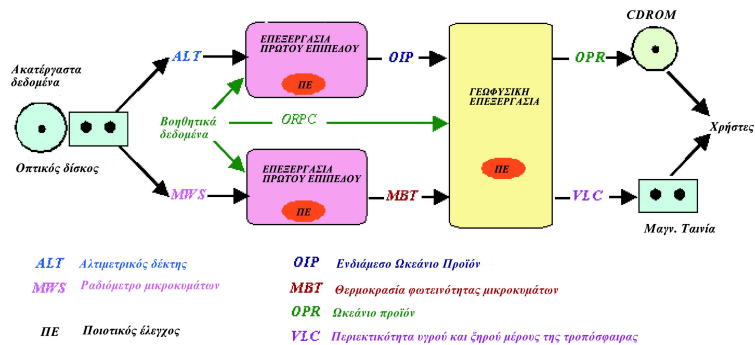 CDROM
ΕΠΕΞΕΡΓΑΣΙΑ
ΠΡΩΤΟΥ ΕΠΙΠΕΔΟΥ
ALT
OIP
OPR
Ακατέργαστα
δεδομένα
ΠΕ
ΓΕΩΦΥΣΙΚΗ
ΕΠΕΞΕΡΓΑΣΙΑ
Βοηθητικά
δεδομένα
ORPC
Χρήστες
Οπτικός δίσκος
ΕΠΕΞΕΡΓΑΣΙΑ
ΠΡΩΤΟΥ ΕΠΙΠΕΔΟΥ
ΠΕ
MWS
MBT
VLC
ΠΕ
Μαγν. Ταινία
ALT Αλτιμετρικός δέκτης
MWS Ραδιόμετρο μικροκυμάτων
ΠΕ Ποιοτικός έλεγχος
OIP Ενδιάμεσο Ωκεάνιο Προϊόν
MBT Θερμοκρασία φωτεινότητας μικροκυμάτων
OPR Ωκεάνιο προϊόν
VLC Περιεκτικότητα υγρού και ξηρού μέρους της τροπόσφαιρας